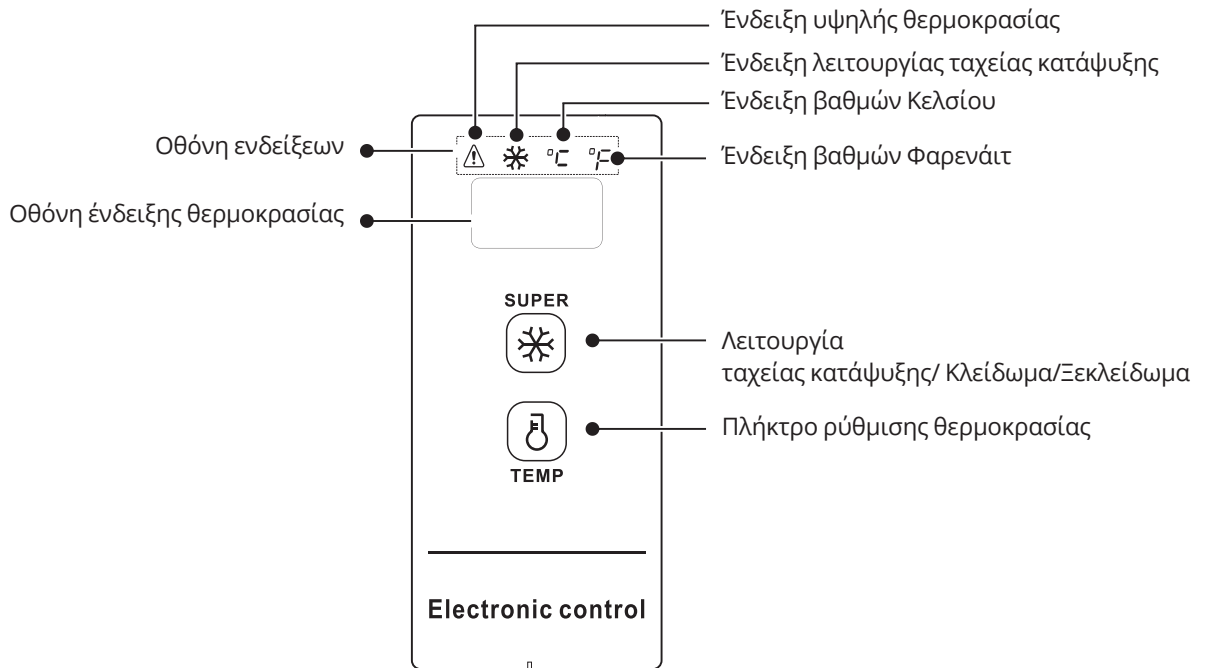 Ένδειξη υψηλής θερμοκρασίας
Ένδειξη λειτουργίας ταχείας κατάψυξης
Ένδειξη βαθμών Κελσίου
Οθόνη ενδείξεων
°C °F
Ένδειξη βαθμών Φαρενάιτ
Οθόνη ένδειξης θερμοκρασίας
SUPER
Λειτουργία
ταχείας κατάψυξης/ Κλείδωμα/Ξεκλείδωμα
Πλήκτρο ρύθμισης θερμοκρασίας
TEMP
Electronic control